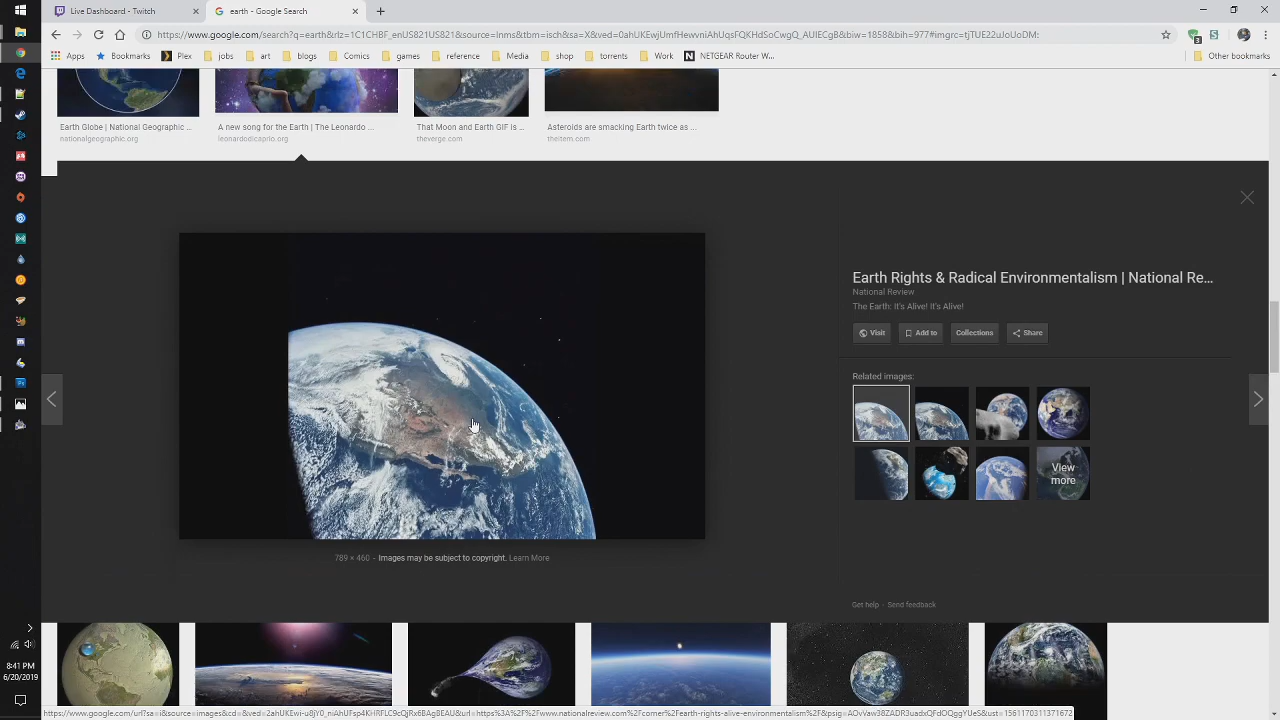 Live Dashboard - Twitch
earth - Google Search
Apps
Bookmarks
Plex
jobs
art
blogs
Comics
games
reference
Media
shop
torrents
Work
NETGEAR Router W...
Other bookmarks
Earth Globe | National Geographic ...
nationalgeographic.org
A new song for the Earth | The Leonardo ...
leonardodicaprio.org
That Moon and Earth GIF is ...
theverge.com
Asteroids are smacking Earth twice as ...
theitem.com
Earth Rights & Radical Environmentalism | National Re...
National Review
The Earth: It's Alive! It's Alive!
Visit
Add to
Collections
Share
Related images:
View
more
789 × 460 - Images may be subject to copyright. Learn More
Get help - Send feedback
8:41 PM
6/20/2019